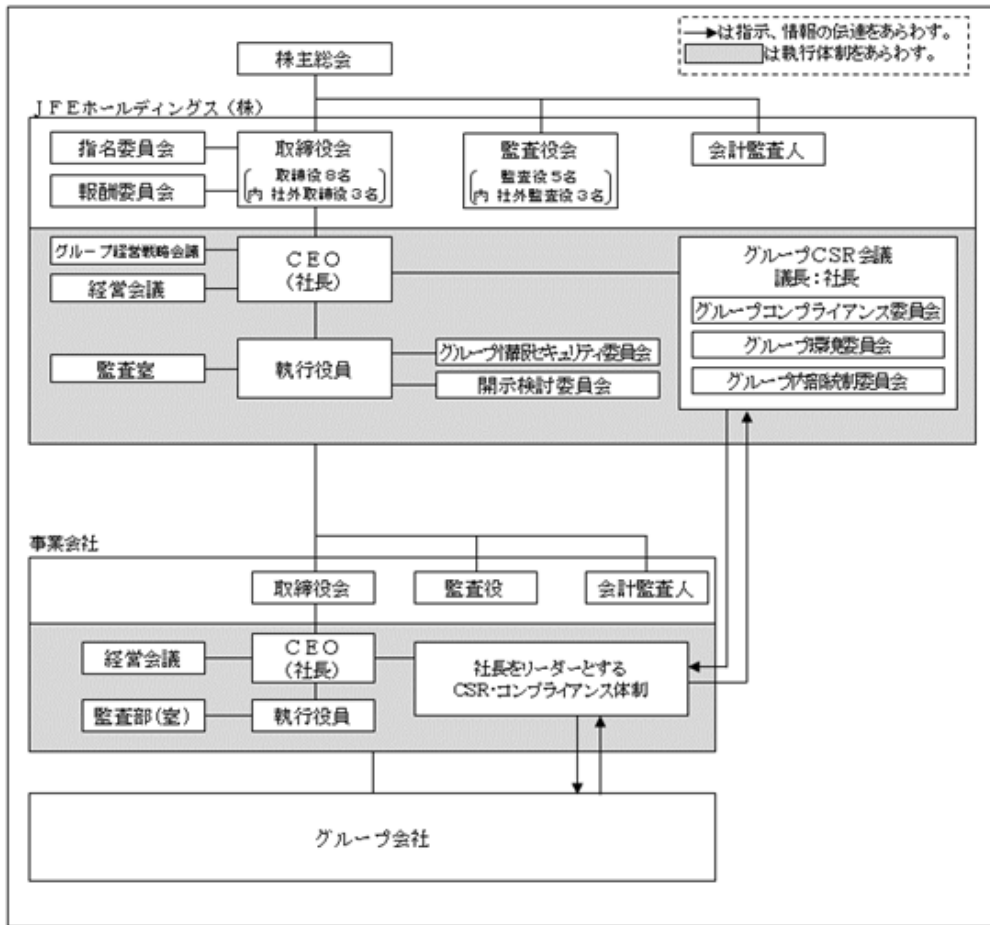 →は指示、情報の伝達をあらわす。
は執行体制をあらわす。
株主総会
JFEホールディングス(株)
指名委員会
報酬委員会
取締役会
取締役8名
内 社外取締役3名
監査役会
監査役5名
内 社外監査役3名
会計監査人
グループ経営戦略会議
経営会議
CEO
(社長)
グループCSR会議
議長:社長
グループコンプライアンス委員会
グループ環境委員会
グループ内部統制委員会
監査室
執行役員
グループ情報セキュリティ委員会
開示検討委員会
事業会社
取締役会
監査役
会計監査人
経営会議
CEO
(社長)
社長をリーダーとする
CSR・コンプライアンス体制
監査部(室)
執行役員
グループ会社